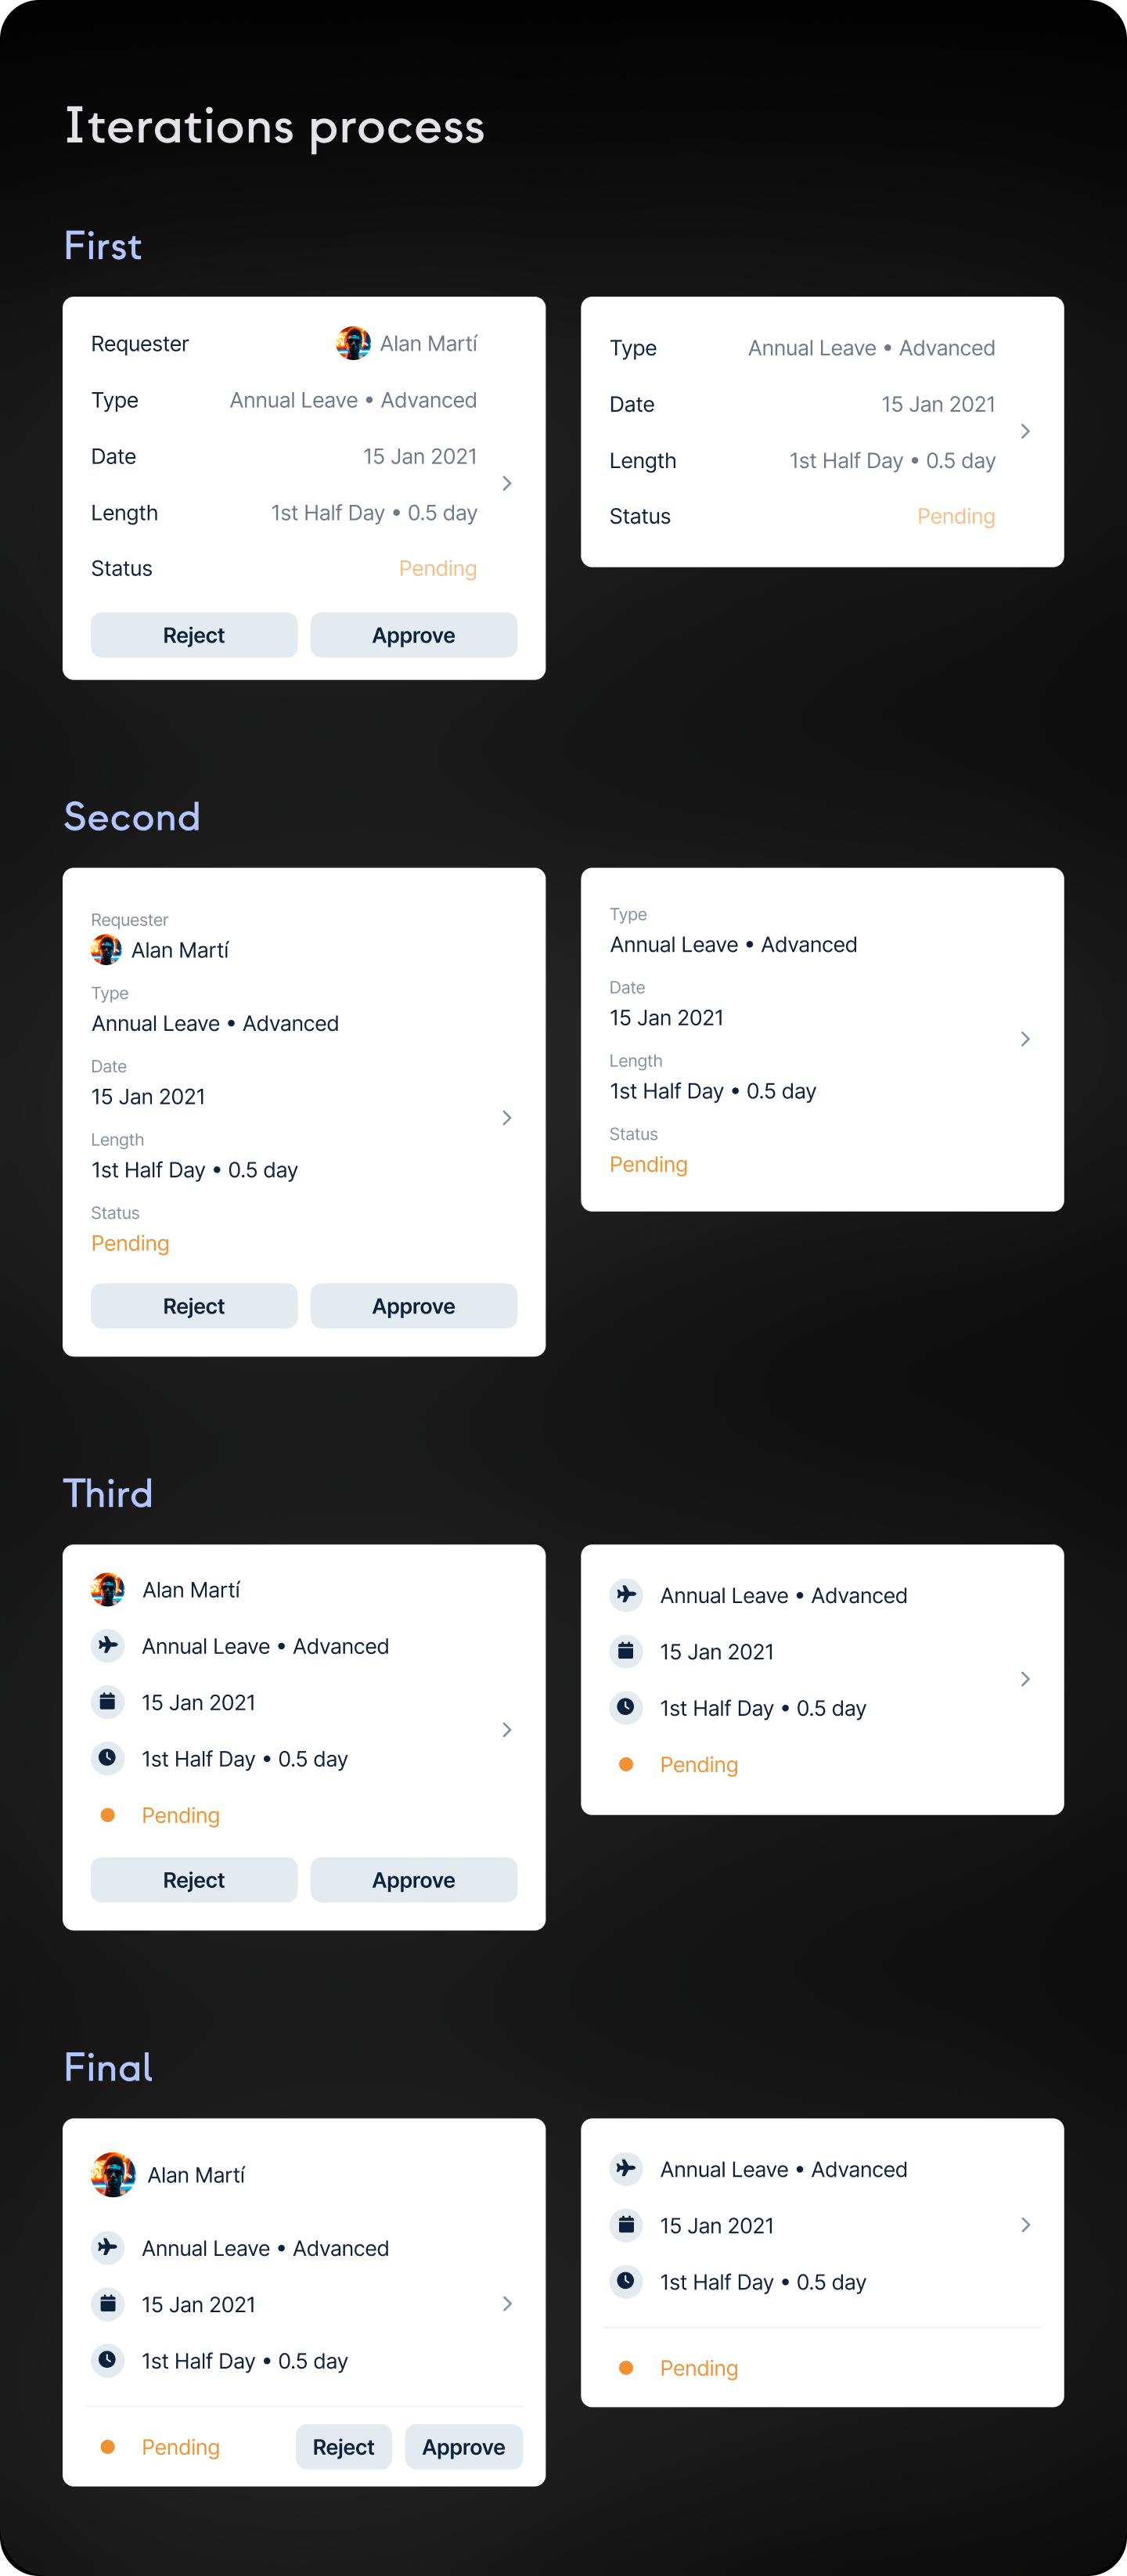 Iterations process
First
Requester Alan Martí
Type Annual Leave • Advanced
Date 15 Jan 2021
Length 1st Half Day • 0.5 day
Status Pending
Reject Approve
Type Annual Leave • Advanced
Date 15 Jan 2021
Length 1st Half Day • 0.5 day
Status Pending
Second
Requester
Alan Martí
Type
Annual Leave • Advanced
Date
15 Jan 2021
Length
1st Half Day • 0.5 day
Status
Pending
Reject Approve
Type
Annual Leave • Advanced
Date
15 Jan 2021
Length
1st Half Day • 0.5 day
Status
Pending
Third
Alan Martí
Annual Leave • Advanced
15 Jan 2021
1st Half Day • 0.5 day
Pending
Reject Approve
Annual Leave • Advanced
15 Jan 2021
1st Half Day • 0.5 day
Pending
Final
Alan Martí
Annual Leave • Advanced
15 Jan 2021
1st Half Day • 0.5 day
Pending Reject Approve
Annual Leave • Advanced
15 Jan 2021
1st Half Day • 0.5 day
Pending